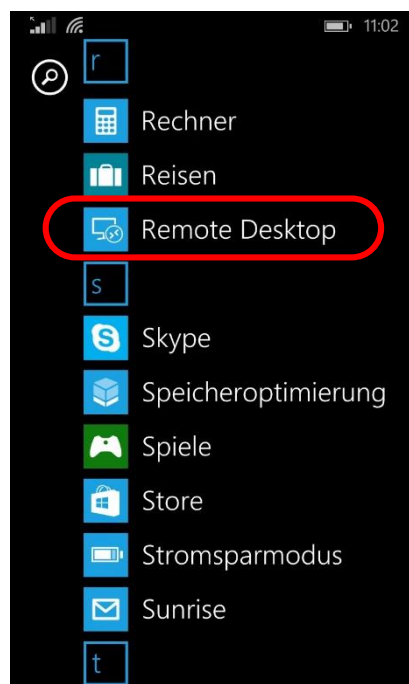 11:02
r
Rechner
Reisen
Remote Desktop
s
Skype
Speicheroptimierung
Spiele
Store
Stromsparmodus
Sunrise
t